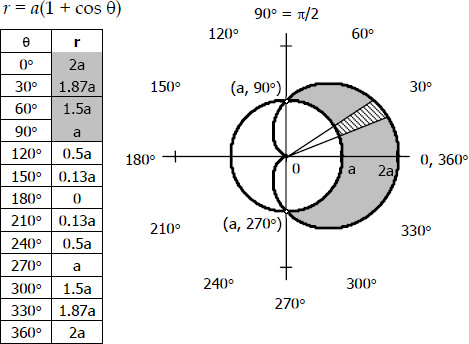 r = a(1 + cos θ)
θ r
0° 2a
30° 1.87a
60° 1.5a
90° a
120° 0.5a
150° 0.13a
180° 0
210° 0.13a
240° 0.5a
270° a
300° 1.5a
330° 1.87a
360° 2a
90° = π/2
120° 60°
150° (a, 90°) 30°
180° 0 a 2a 0, 360°
210° (a, 270°) 330°
240° 300°
270°